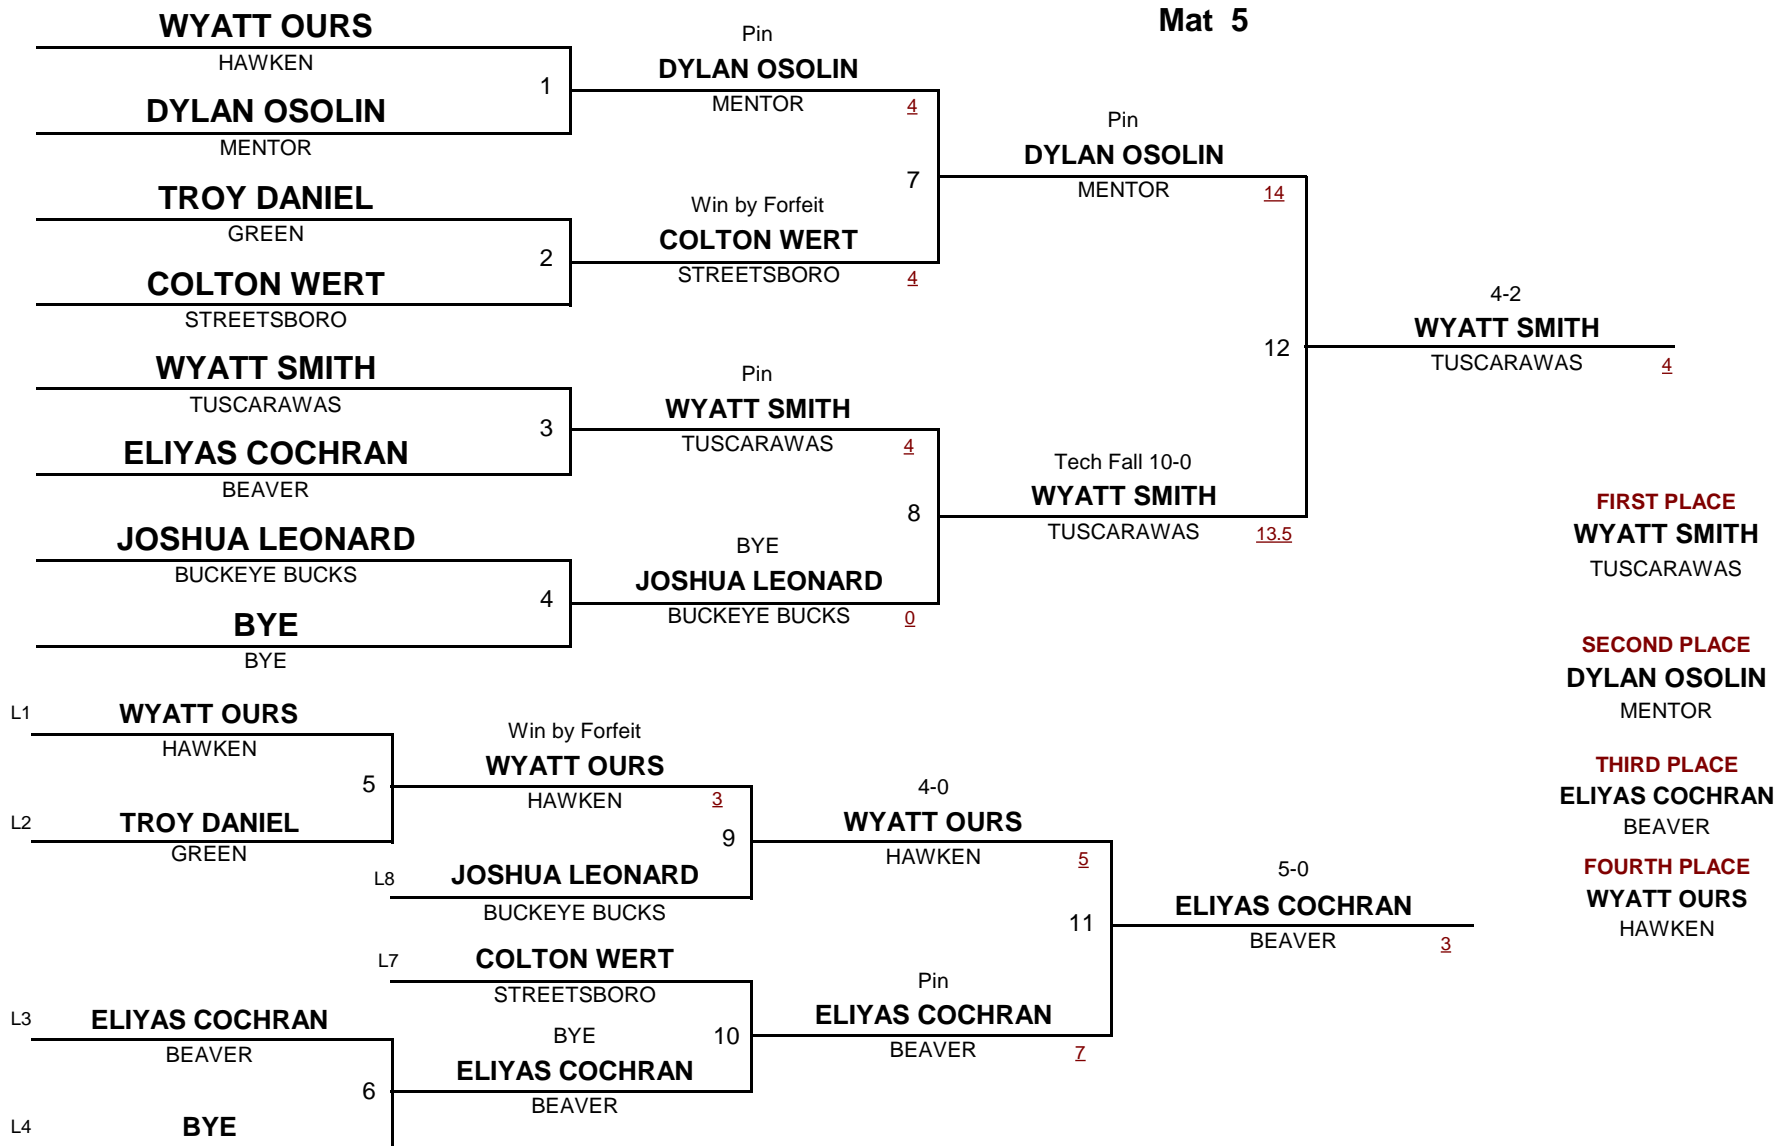 Mat 5
WYATT OURS
HAWKEN
1
DYLAN OSOLIN
MENTOR
TROY DANIEL
GREEN
2
COLTON WERT
STREETSBORO
WYATT SMITH
TUSCARAWAS
3
ELIYAS COCHRAN
BEAVER
JOSHUA LEONARD
BUCKEYE BUCKS
4
BYE
BYE
Pin
DYLAN OSOLIN
MENTOR 4
7
Win by Forfeit
COLTON WERT
STREETSBORO 4
Pin
WYATT SMITH
TUSCARAWAS 4
8
BYE
JOSHUA LEONARD
BUCKEYE BUCKS 0
Pin
DYLAN OSOLIN
MENTOR 14
12
Tech Fall 10-0
WYATT SMITH
TUSCARAWAS 13.5
4-2
WYATT SMITH
TUSCARAWAS 4
FIRST PLACE
WYATT SMITH
TUSCARAWAS
SECOND PLACE
DYLAN OSOLIN
MENTOR
THIRD PLACE
ELIYAS COCHRAN
BEAVER
FOURTH PLACE
WYATT OURS
HAWKEN
L1 WYATT OURS
HAWKEN
5
L2 TROY DANIEL
GREEN
L3 ELIYAS COCHRAN
BEAVER
6
L4 BYE
Win by Forfeit
WYATT OURS
HAWKEN 3
9
L8 JOSHUA LEONARD
BUCKEYE BUCKS
L7 COLTON WERT
STREETSBORO
10
BYE
ELIYAS COCHRAN
BEAVER
4-0
WYATT OURS
HAWKEN 5
11
Pin
ELIYAS COCHRAN
BEAVER 7
5-0
ELIYAS COCHRAN
BEAVER 3